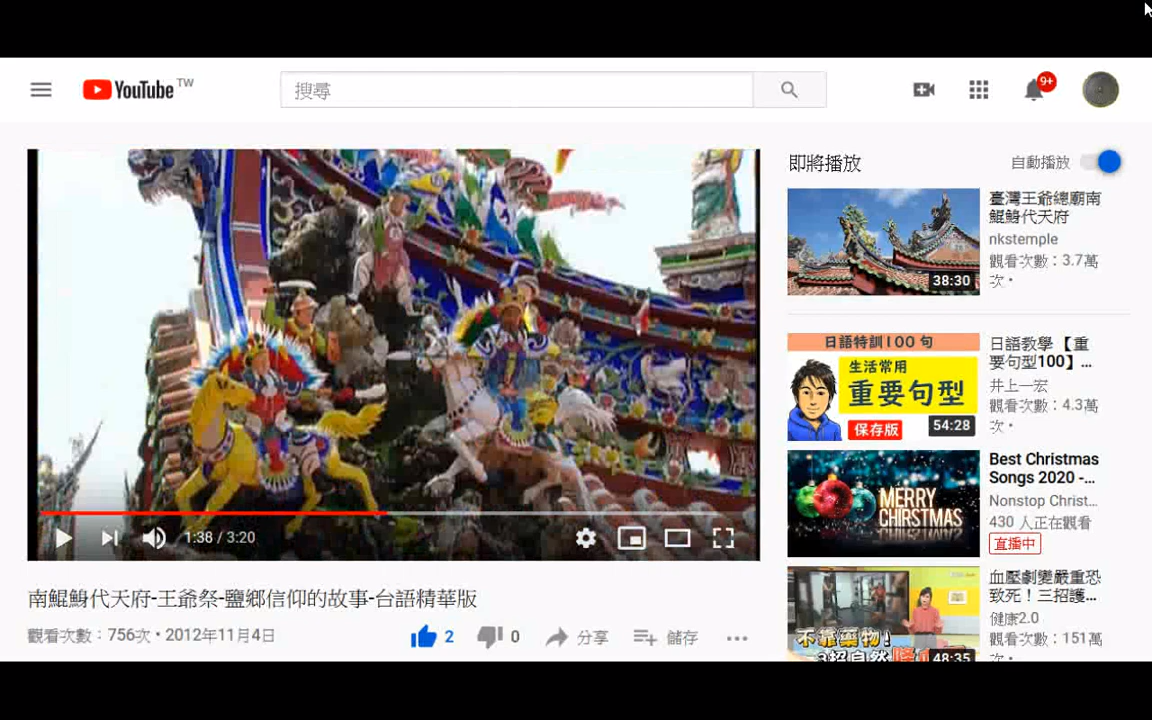 YouTube TW
搜尋
9+
1:38 / 3:20
南鯤鯓代天府-王爺祭-鹽鄉信仰的故事-台語精華版
觀看次數：756次 • 2012年11月4日
2
0
分享
儲存
即將播放
自動播放
38:30
臺灣王爺總廟南
鯤鯓代天府
nkstemple
觀看次數：3.7萬
次 •
日語特訓100 句
生活常用
重要句型
保存版
54:28
日語教學 【重
要句型100】...
井上一宏
觀看次數：4.3萬
次 •
MERRY
CHIRSTMAS
Best Christmas
Songs 2020 -...
Nonstop Christ...
430 人正在觀看
直播中
不靠藥物!
3招自然降
48:35
血壓劇變嚴重恐
致死！三招護...
健康2.0
觀看次數：151萬
次 •